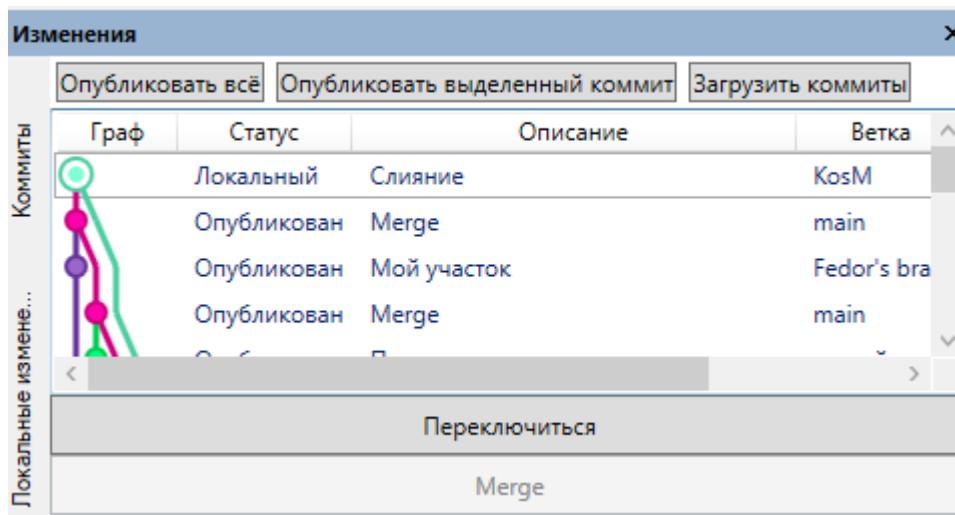 Изменения
Опубликовать всё Опубликовать выделенный коммит Загрузить коммиты
Граф Статус Описание Ветка
Локальный Слияние KosM
Опубликован Merge main
Опубликован Мой участок Fedor's bra
Опубликован Merge main
Переключиться
Merge
Коммиты
Локальные измене...